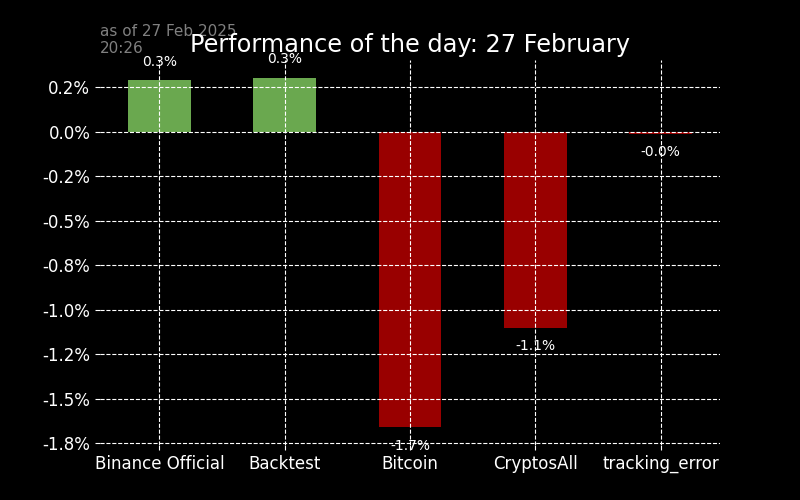 as of 27 Feb 2025
20:26
Performance of the day: 27 February
0.3%
0.3%
0.2%
0.0%
-0.0%
-0.2%
-0.5%
-0.8%
-1.0%
-1.1%
-1.2%
-1.5%
-1.7%
-1.8%
Binance Official
Backtest
Bitcoin
CryptosAll
tracking_error